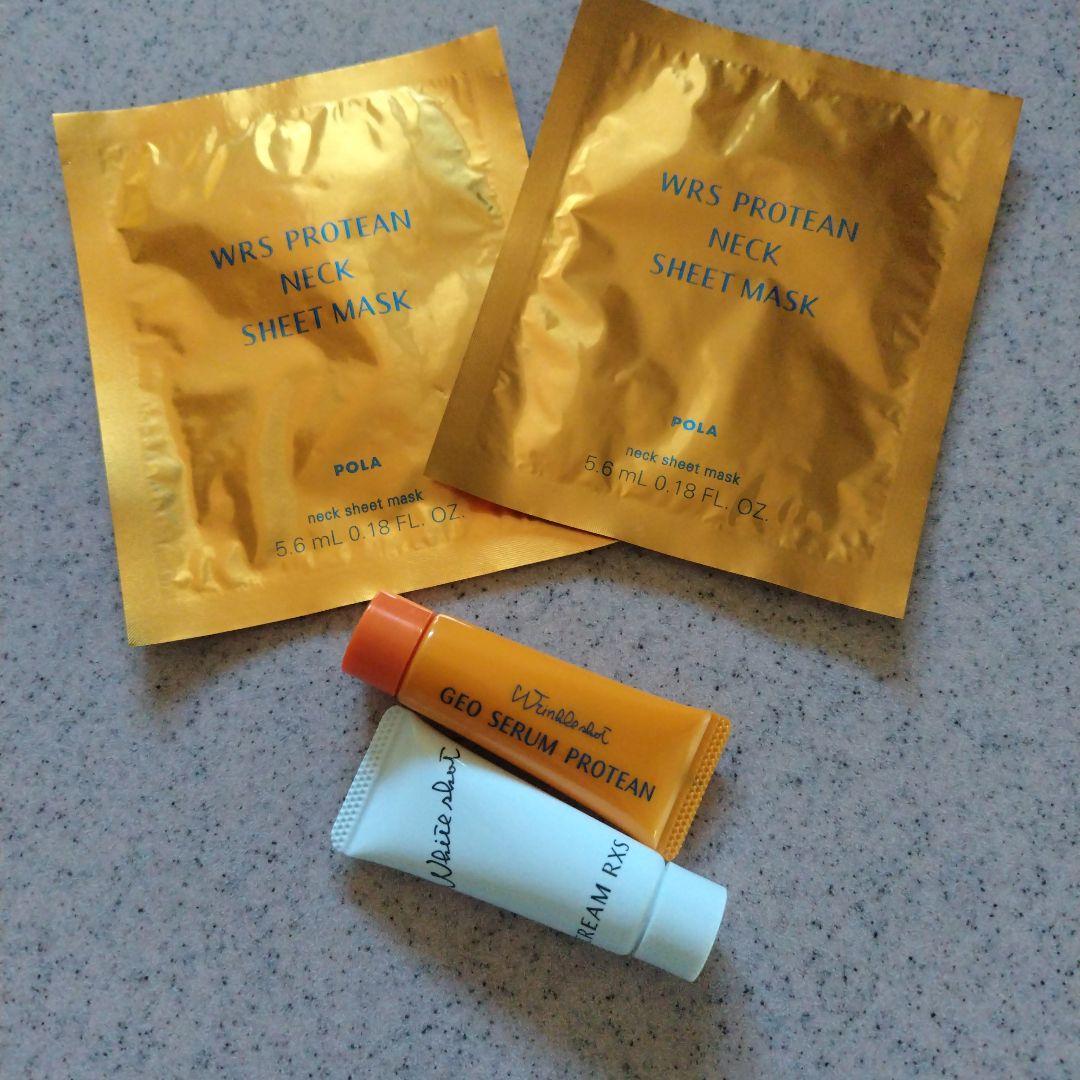 WRS PROTEAN
NECK
SHEET MASK
POLA
neck sheet mask
5.6 mL 0.18 FL. OZ.
WRS PROTEAN
NECK
SHEET MASK
POLA
neck sheet mask
5.6 mL 0.18 FL. OZ.
Wrinkle shot
GEO SERUM PROTEAN
White shot
CREAM RXS